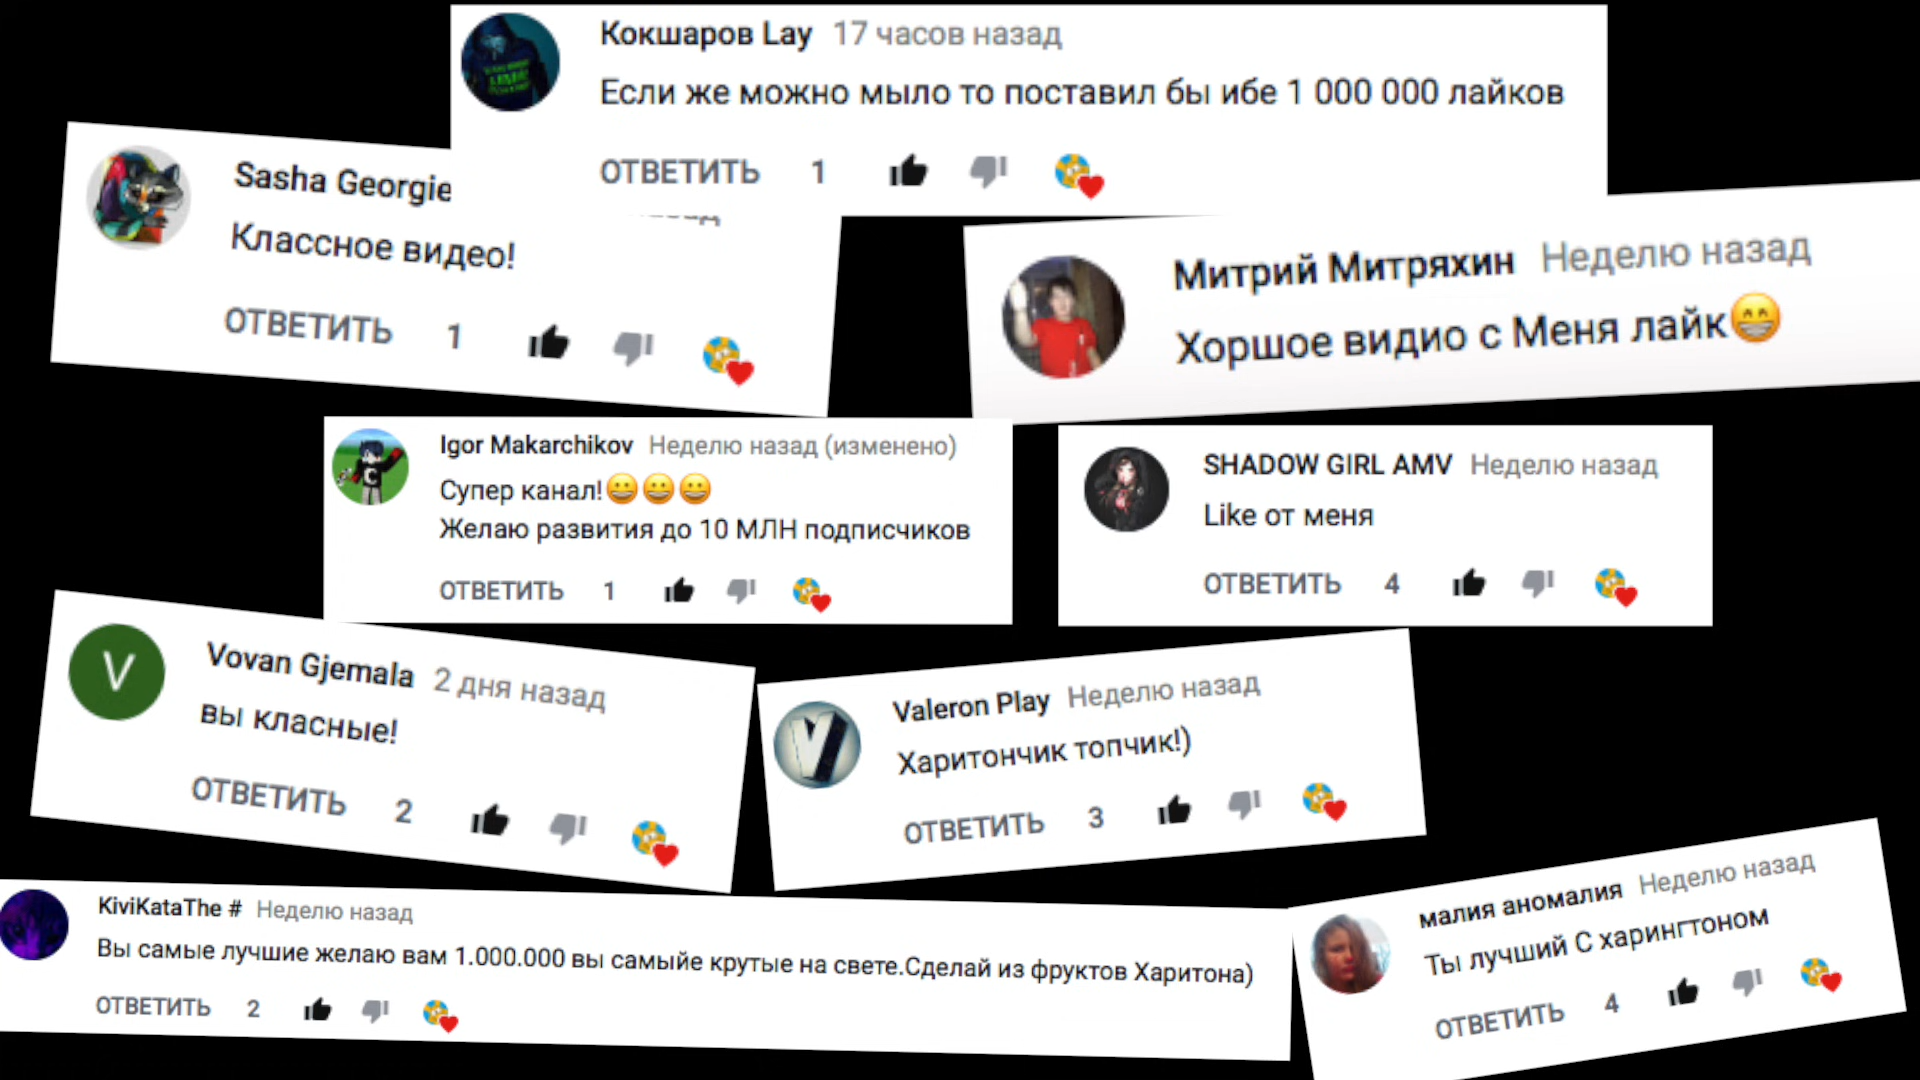 Кокшаров Lay 17 часов назад
Если же можно мыло то поставил бы ибе 1 000 000 лайков
ОТВЕТИТЬ 1
Sasha Georgie
Классное видео!
ОТВЕТИТЬ 1
Митрий Митряхин Неделю назад
Хоршое видио с Меня лайк😁
Igor Makarchikov Неделю назад (изменено)
Супер канал!😀😀😀
Желаю развития до 10 МЛН подписчиков
ОТВЕТИТЬ 1
SHADOW GIRL AMV Неделю назад
Like от меня
ОТВЕТИТЬ 4
V
Vovan Gjemala 2 дня назад
вы класные!
ОТВЕТИТЬ 2
V
Valeron Play Неделю назад
Харитончик топчик!)
ОТВЕТИТЬ 3
KiviKataThe # Неделю назад
Вы самые лучшие желаю вам 1.000.000 вы самыйе крутые на свете.Сделай из фруктов Харитона)
ОТВЕТИТЬ 2
малия аномалия Неделю назад
Ты лучший С харингтоном
ОТВЕТИТЬ 4